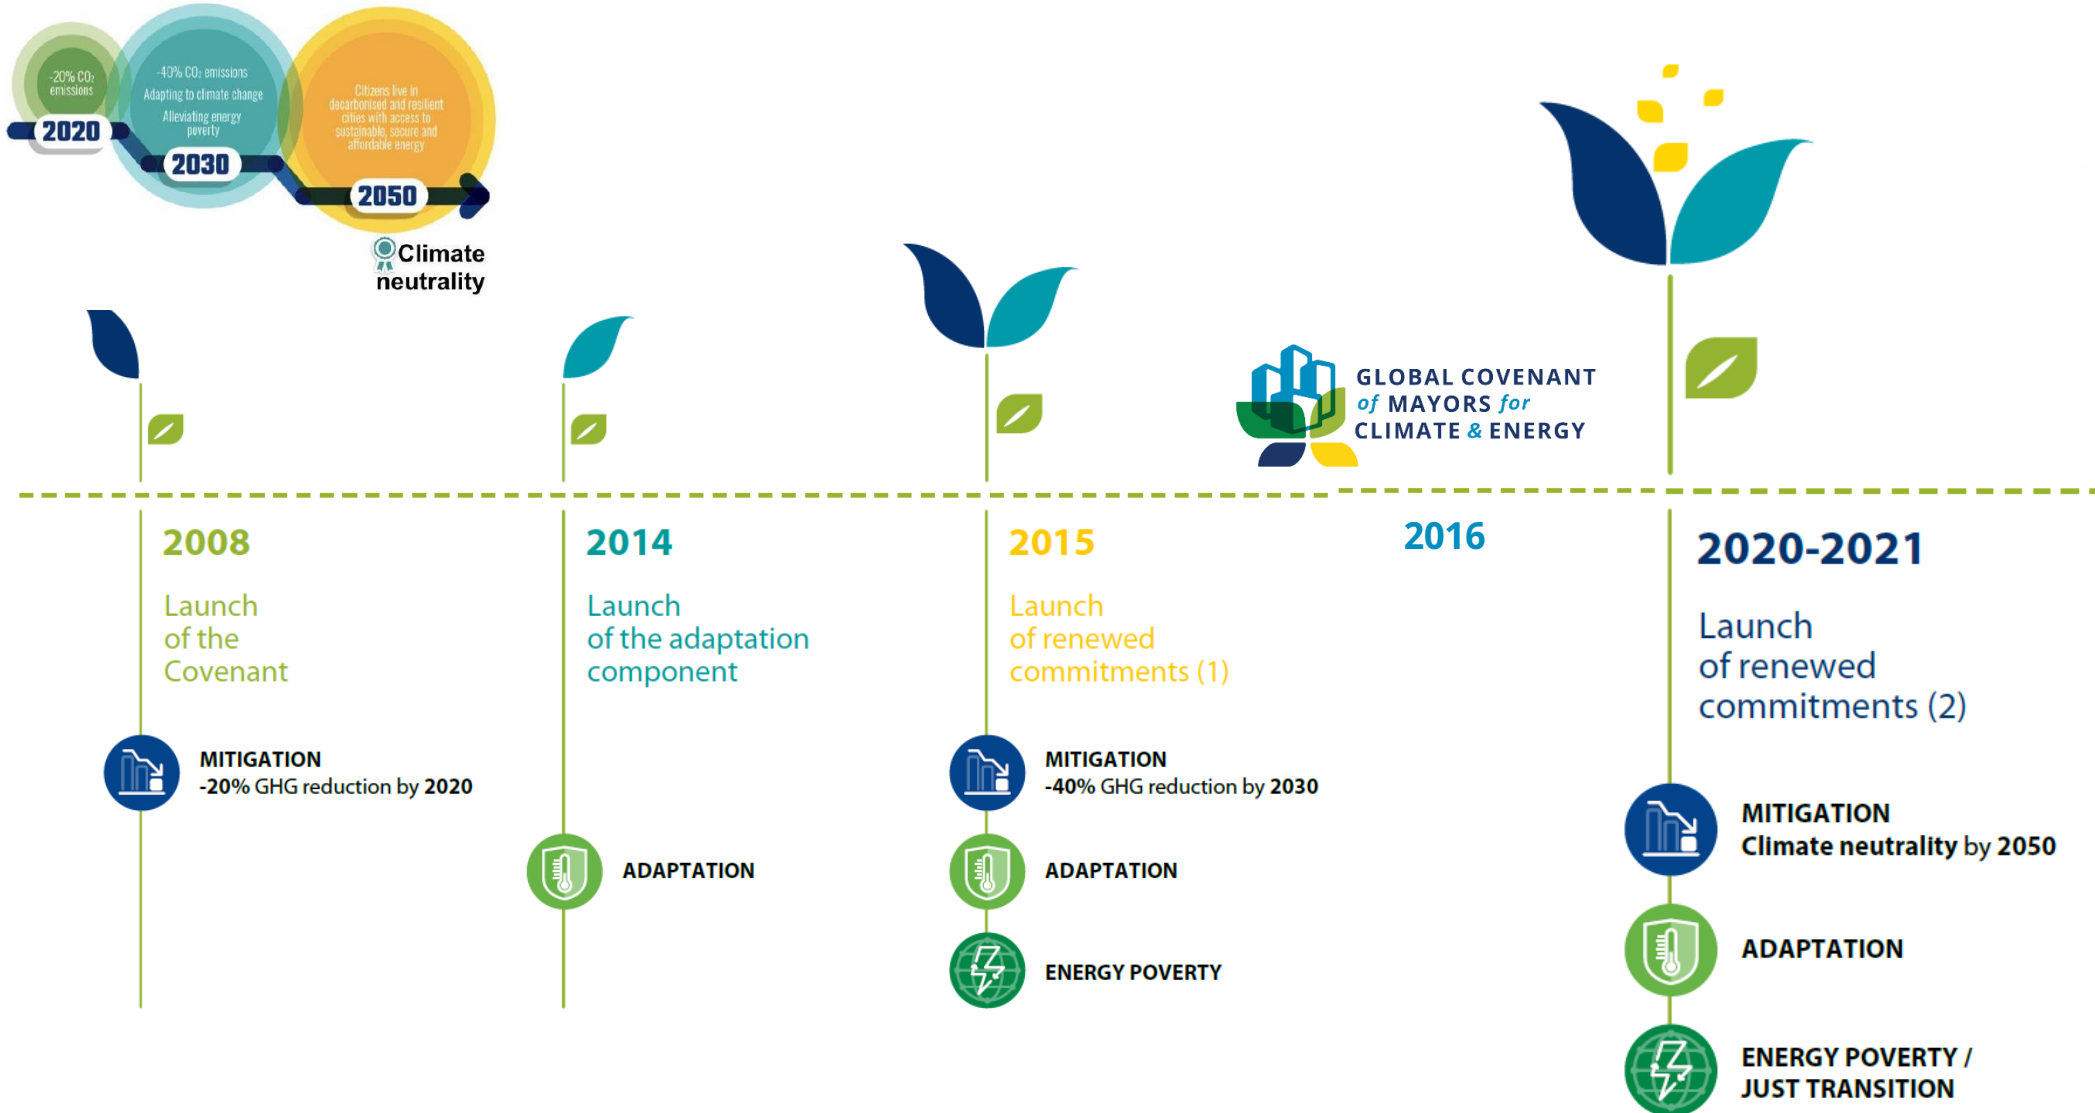 -20% CO₂
emissions
2020
-40% CO₂ emissions
Adapting to climate change
Alleviating energy
poverty
2030
Citizens live in
decarbonised and resilient
cities with access to
sustainable, secure and
affordable energy
2050
Climate
neutrality
GLOBAL COVENANT
of MAYORS for
CLIMATE & ENERGY
2008
Launch
of the
Covenant
MITIGATION
-20% GHG reduction by 2020
2014
Launch
of the adaptation
component
ADAPTATION
2015
Launch
of renewed
commitments (1)
MITIGATION
-40% GHG reduction by 2030
ADAPTATION
ENERGY POVERTY
2016
2020-2021
Launch
of renewed
commitments (2)
MITIGATION
Climate neutrality by 2050
ADAPTATION
ENERGY POVERTY /
JUST TRANSITION